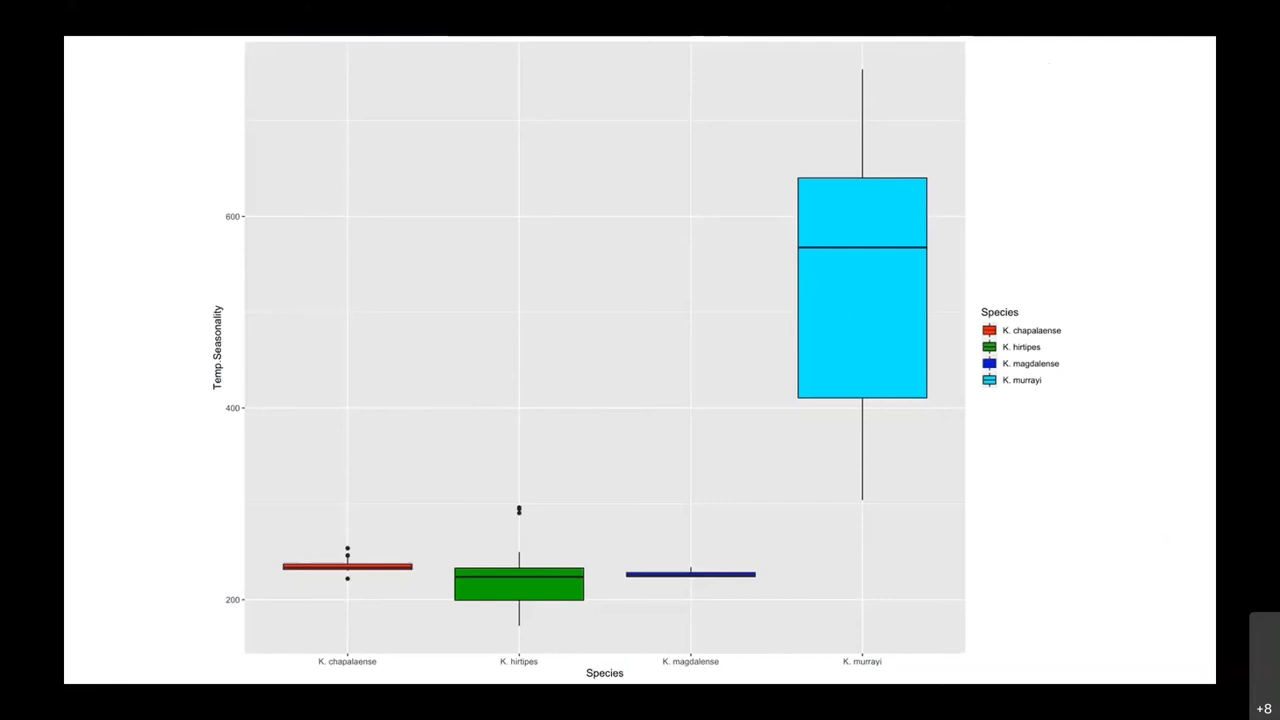 600
400
200
Temp.Seasonality
K. chapalaense
K. hirtipes
K. magdalense
K. murrayi
Species
Species
K. chapalaense
K. hirtipes
K. magdalense
K. murrayi
+8